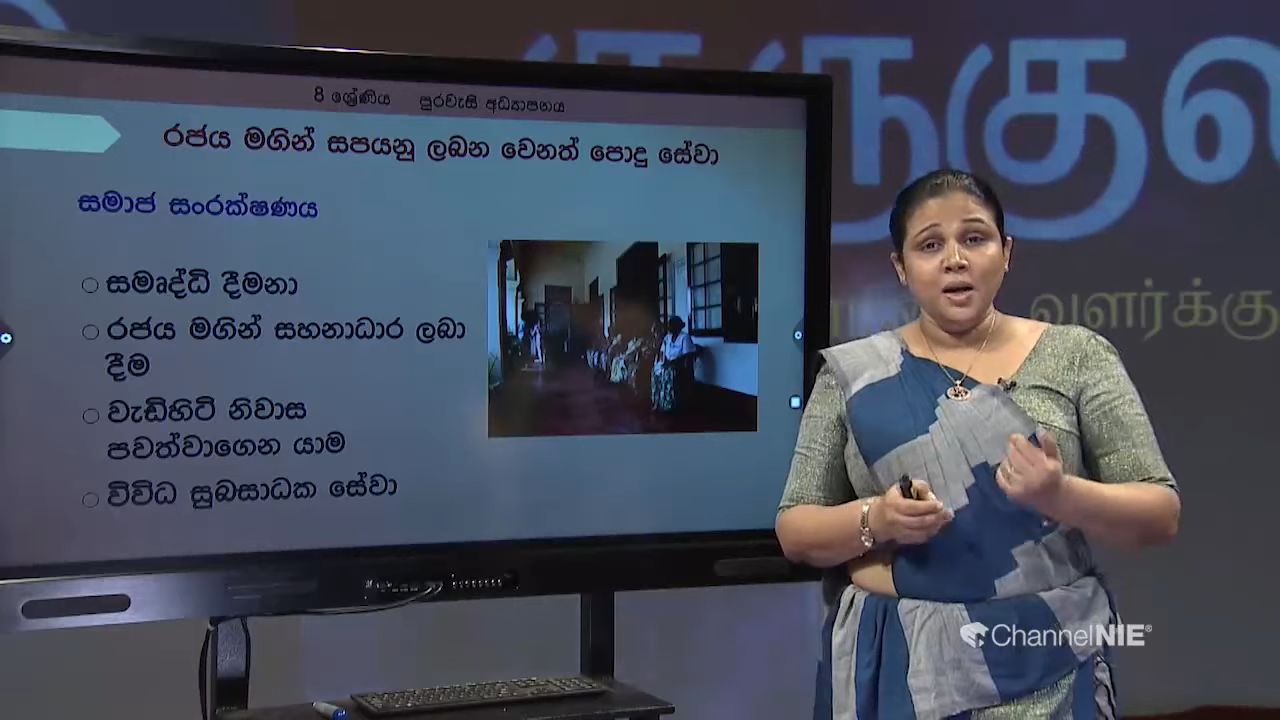 8 ශ්‍රේණිය පුරවැසි අධ්‍යාපනය
රජය මගින් සපයනු ලබන වෙනත් පොදු සේවා
සමාජ සංරක්ෂණය
සමෘද්ධි දීමනා
රජය මගින් සහනාධාර ලබා
දීම
වැඩිහිටි නිවාස
පවත්වාගෙන යාම
විවිධ සුබසාධක සේවා
குருகுல
வளர்க்கு
ChannelNIE®